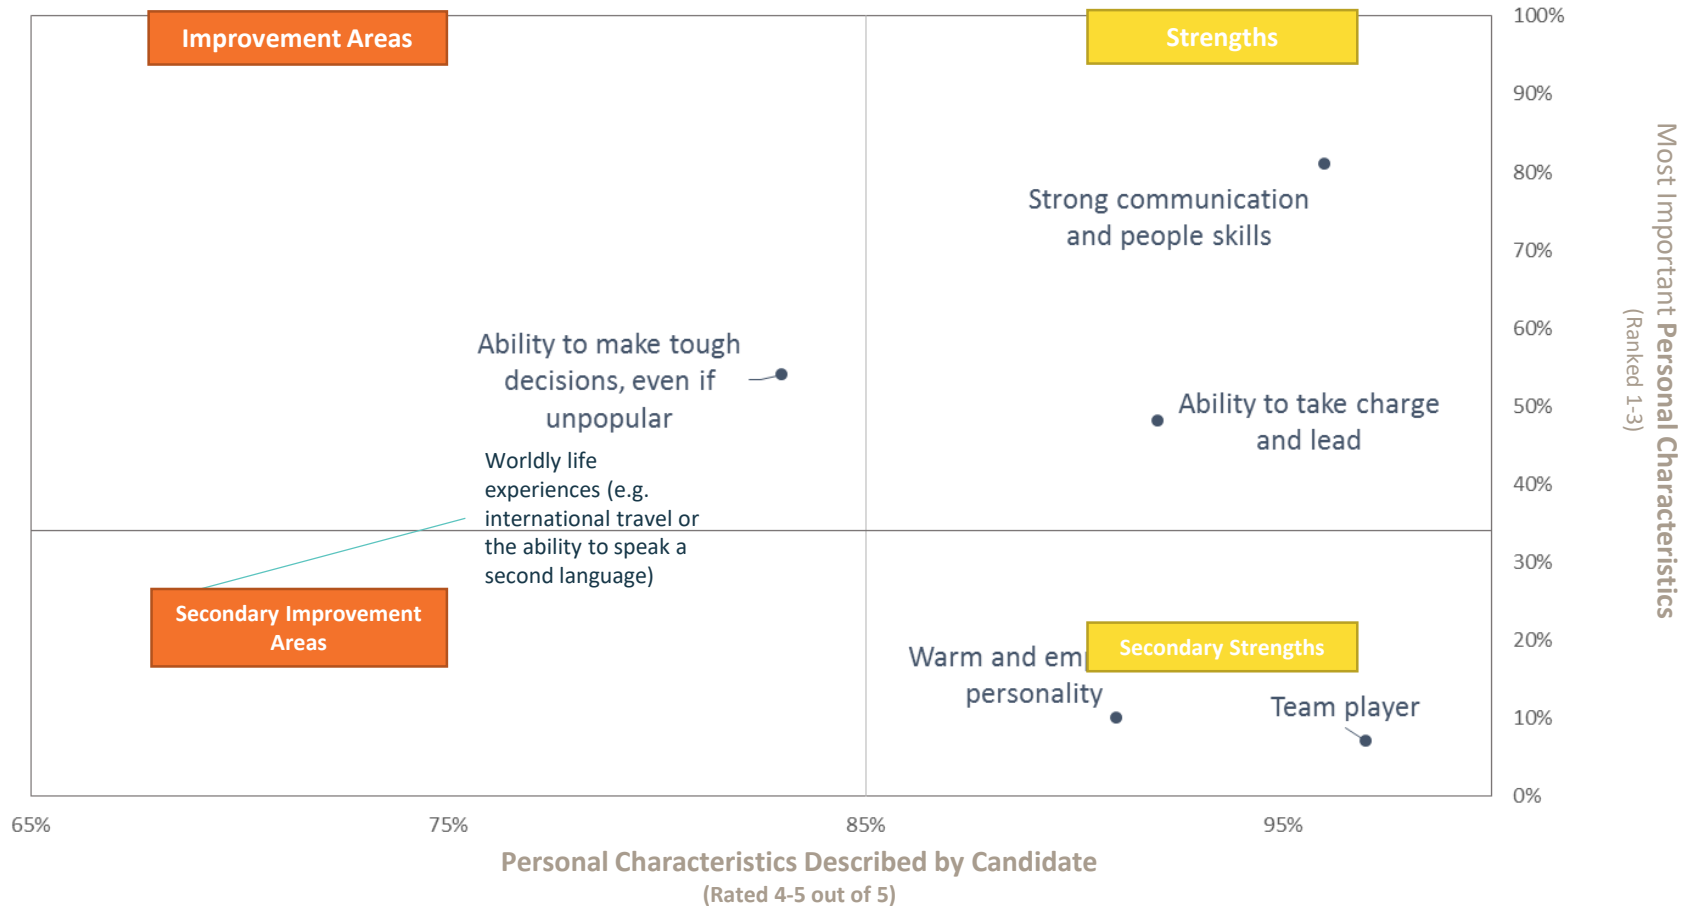 Improvement Areas
Strengths
100%
90%
80%
70%
60%
50%
40%
30%
20%
10%
0%
Strong communication
and people skills
Ability to make tough
decisions, even if
unpopular
Ability to take charge
and lead
Worldly life
experiences (e.g.
international travel or
the ability to speak a
second language)
Secondary Improvement
Areas
Secondary Strengths
Warm and
personality
Team player
65%
75%
85%
95%
Personal Characteristics Described by Candidate
(Rated 4-5 out of 5)
Most Important Personal Characteristics
(Ranked 1-3)